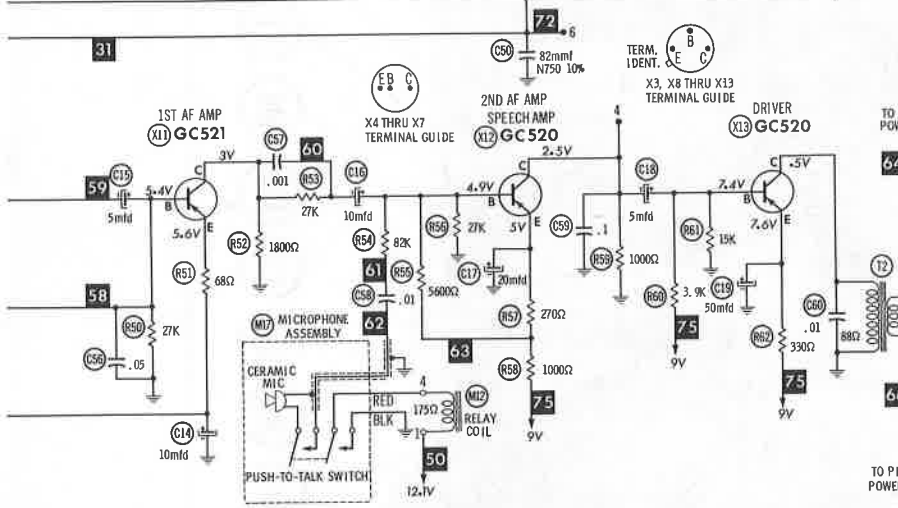 72
6
31
C50
82mmf
N750 10%
TERM.
IDENT.
B
E
C
X3, X8 THRU X13
TERMINAL GUIDE
E B C
X4 THRU X7
TERMINAL GUIDE
1ST AF AMP
X11 GC521
2ND AF AMP
SPEECH AMP
X12 GC520
4
DRIVER
X13 GC520
TO
POW
64
C
3V
C57
60
.001
R53
27K
C16
10mfd
C
2.5V
C18
5mfd
C
.5V
59
C15
5mfd
5.4V
B
5.6V
E
4.9V
B
5V
E
7.4V
B
7.6V
E
R51
68Ω
R52
1800Ω
R54
82K
R56
27K
C59
.1
R59
1000Ω
R61
15K
61
R55
5600Ω
C17
20mfd
R60
3.9K
C19
50mfd
T2
58
R50
27K
C58
.01
R57
270Ω
C60
.01
88Ω
C56
.05
M17 MICROPHONE
ASSEMBLY
62
63
75
9V
R62
330Ω
CERAMIC
MIC
R58
1000Ω
4
RED
BLK
175Ω
M12
RELAY
COIL
1
75
9V
75
9V
C14
10mfd
50
12.1V
PUSH-TO-TALK SWITCH
TO PI
POWE